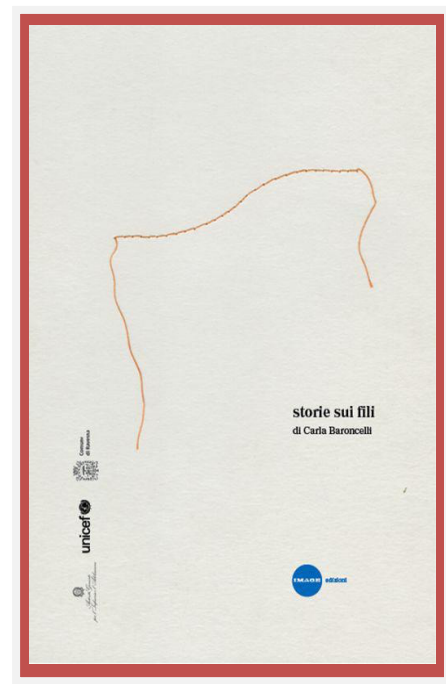 storie sui fili
di Carla Baroncelli
Comune
di Ravenna
unicef
IMAGE edizioni